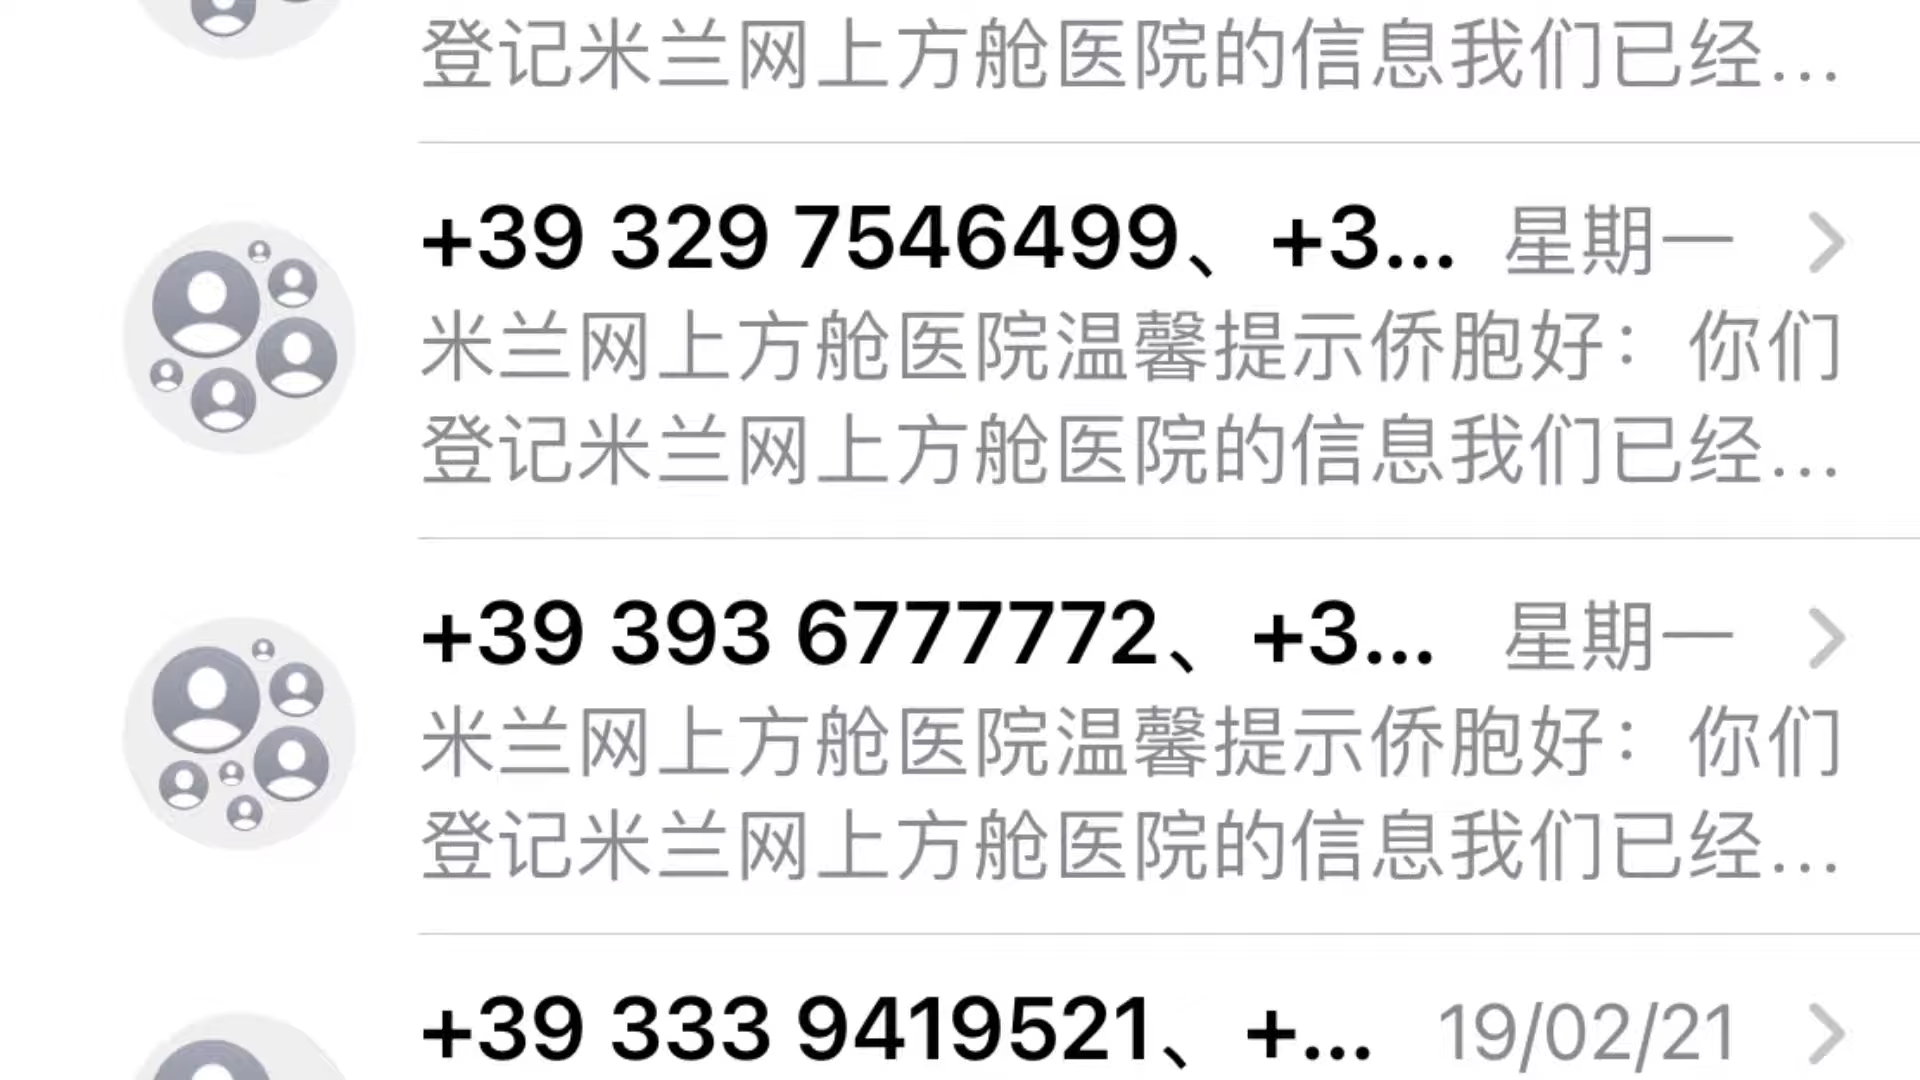 登记米兰网上方舱医院的信息我们已经...
+39 329 7546499、+3... 星期一
米兰网上方舱医院温馨提示侨胞好：你们
登记米兰网上方舱医院的信息我们已经...
+39 393 6777772、+3... 星期一
米兰网上方舱医院温馨提示侨胞好：你们
登记米兰网上方舱医院的信息我们已经...
+39 333 9419521、+... 19/02/21